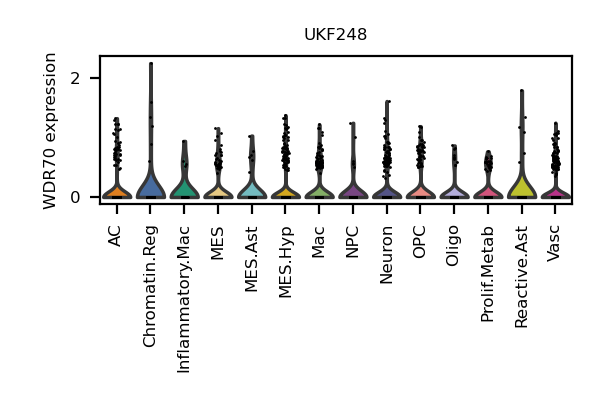 UKF248
WDR70 expression
2
0
AC
Chromatin.Reg
Inflammatory.Mac
MES
MES.Ast
MES.Hyp
Mac
NPC
Neuron
OPC
Oligo
Prolif.Metab
Reactive.Ast
Vasc